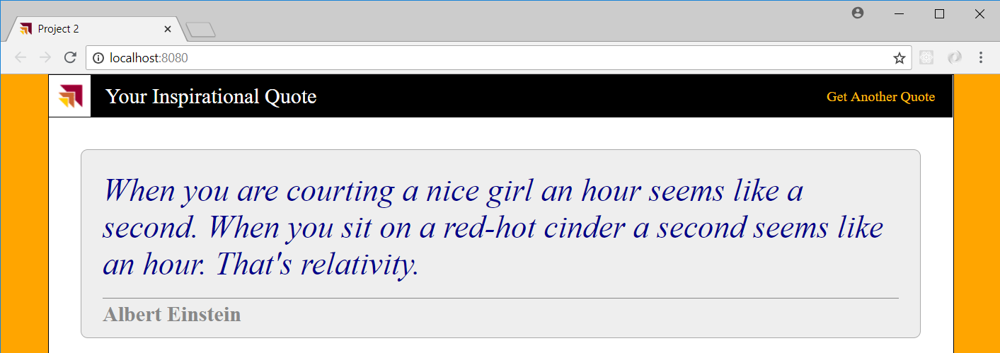 Project 2
localhost:8080
Your Inspirational Quote
Get Another Quote
When you are courting a nice girl an hour seems like a
second. When you sit on a red-hot cinder a second seems like
an hour. That's relativity.
Albert Einstein